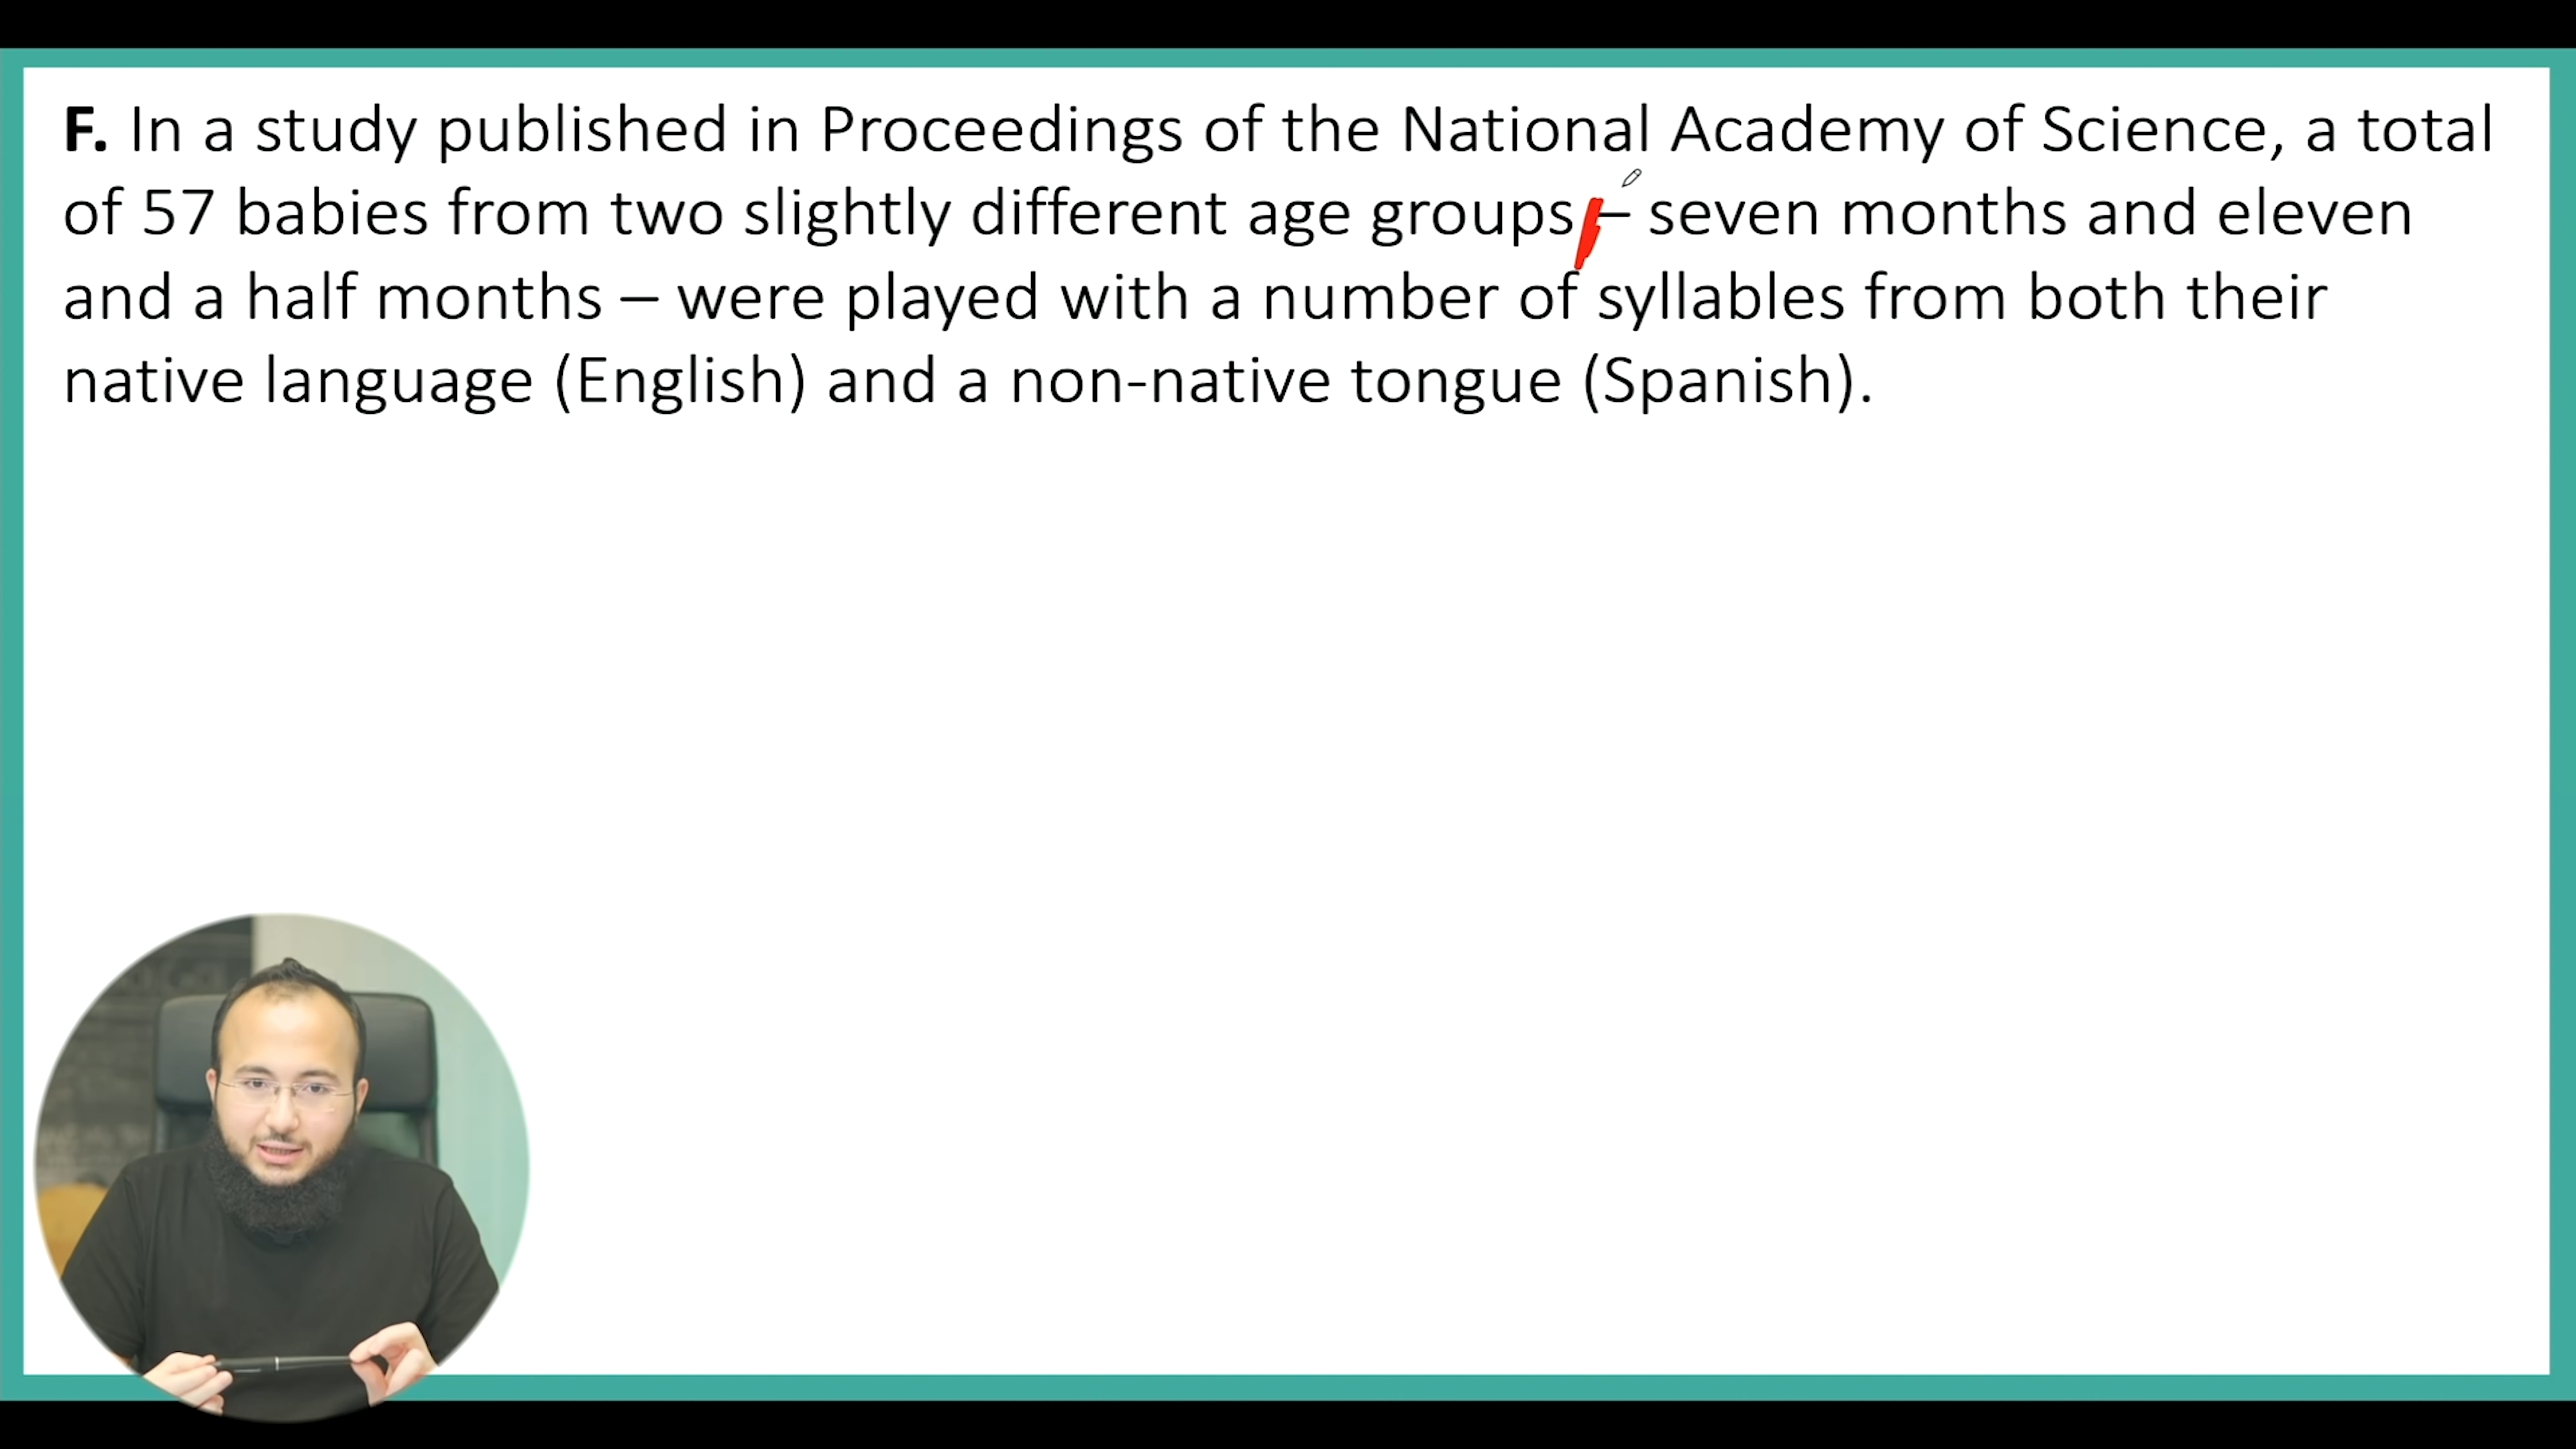 F. In a study published in Proceedings of the National Academy of Science, a total
of 57 babies from two slightly different age groups – seven months and eleven
and a half months – were played with a number of syllables from both their
native language (English) and a non-native tongue (Spanish).